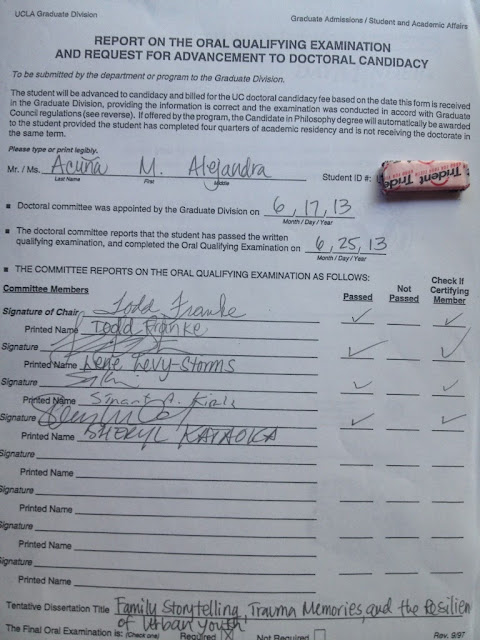 UCLA Graduate Division
Graduate Admissions / Student and Academic Affairs
REPORT ON THE ORAL QUALIFYING EXAMINATION
AND REQUEST FOR ADVANCEMENT TO DOCTORAL CANDIDACY
To be submitted by the department or program to the Graduate Division.
The student will be advanced to candidacy and billed for the UC doctoral candidacy fee based on the date this form is received
in the Graduate Division, providing the information is correct and the examination was conducted in accord with Graduate
Council regulations (see reverse). If offered by the program, the Candidate in Philosophy degree will automatically be awarded
to the student provided the student has completed four quarters of academic residency and is not receiving the doctorate in
the same term.
Please type or print legibly.
Mr. / Ms. Acuña M. Alejandra Student ID #:
Last Name First Middle
Trident
Tride
▪ Doctoral committee was appointed by the Graduate Division on 6, 17, 13
Month / Day / Year
▪ The doctoral committee reports that the student has passed the written
qualifying examination, and completed the Oral Qualifying Examination on 6, 25, 13
Month / Day / Year
▪ THE COMMITTEE REPORTS ON THE ORAL QUALIFYING EXAMINATION AS FOLLOWS:
Committee Members Passed Not Passed Check If Certifying Member
Signature of Chair Todd Franke ✓ ✓
Printed Name Todd Franke
Signature ✓ ✓
Printed Name Lené Levy-Storms
Signature ✓ ✓
Printed Name Stuart A. Kirk
Signature ✓ ✓
Printed Name SHERYL KATAOKA
Signature
Printed Name
Signature
Printed Name
Signature
Printed Name
Signature
Printed Name
Tentative Dissertation Title Family Storytelling, Trauma Memories, and the Resilien
of Urban Youth
The Final Oral Examination is: (Check one) Required X Not Required
Rev. 9/97